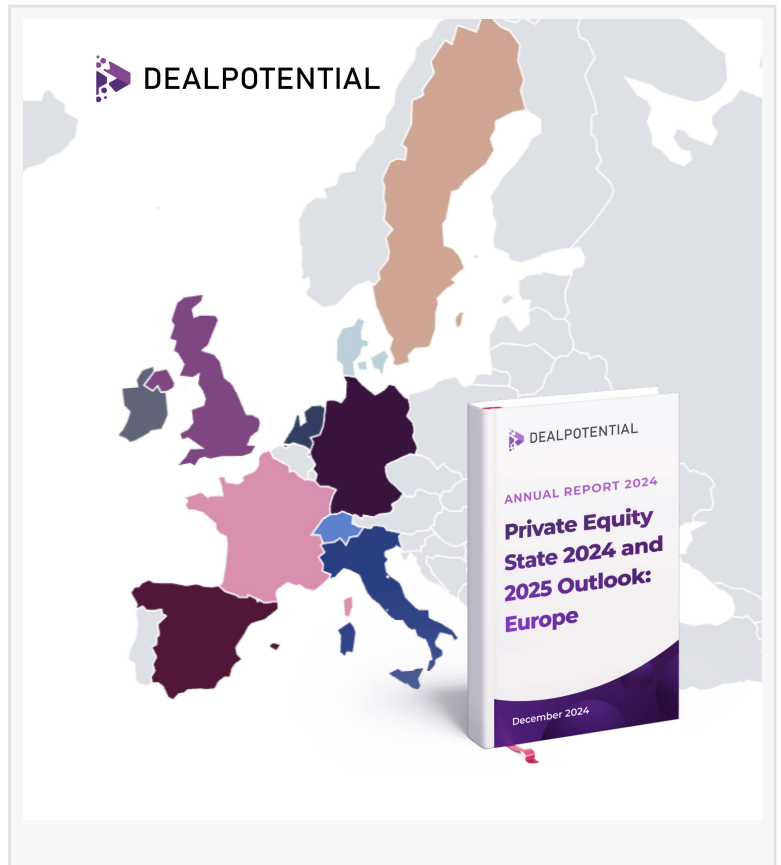 DEALPOTENTIAL
DEALPOTENTIAL
ANNUAL REPORT 2024
Private Equity
State 2024 and
2025 Outlook:
Europe
December 2024